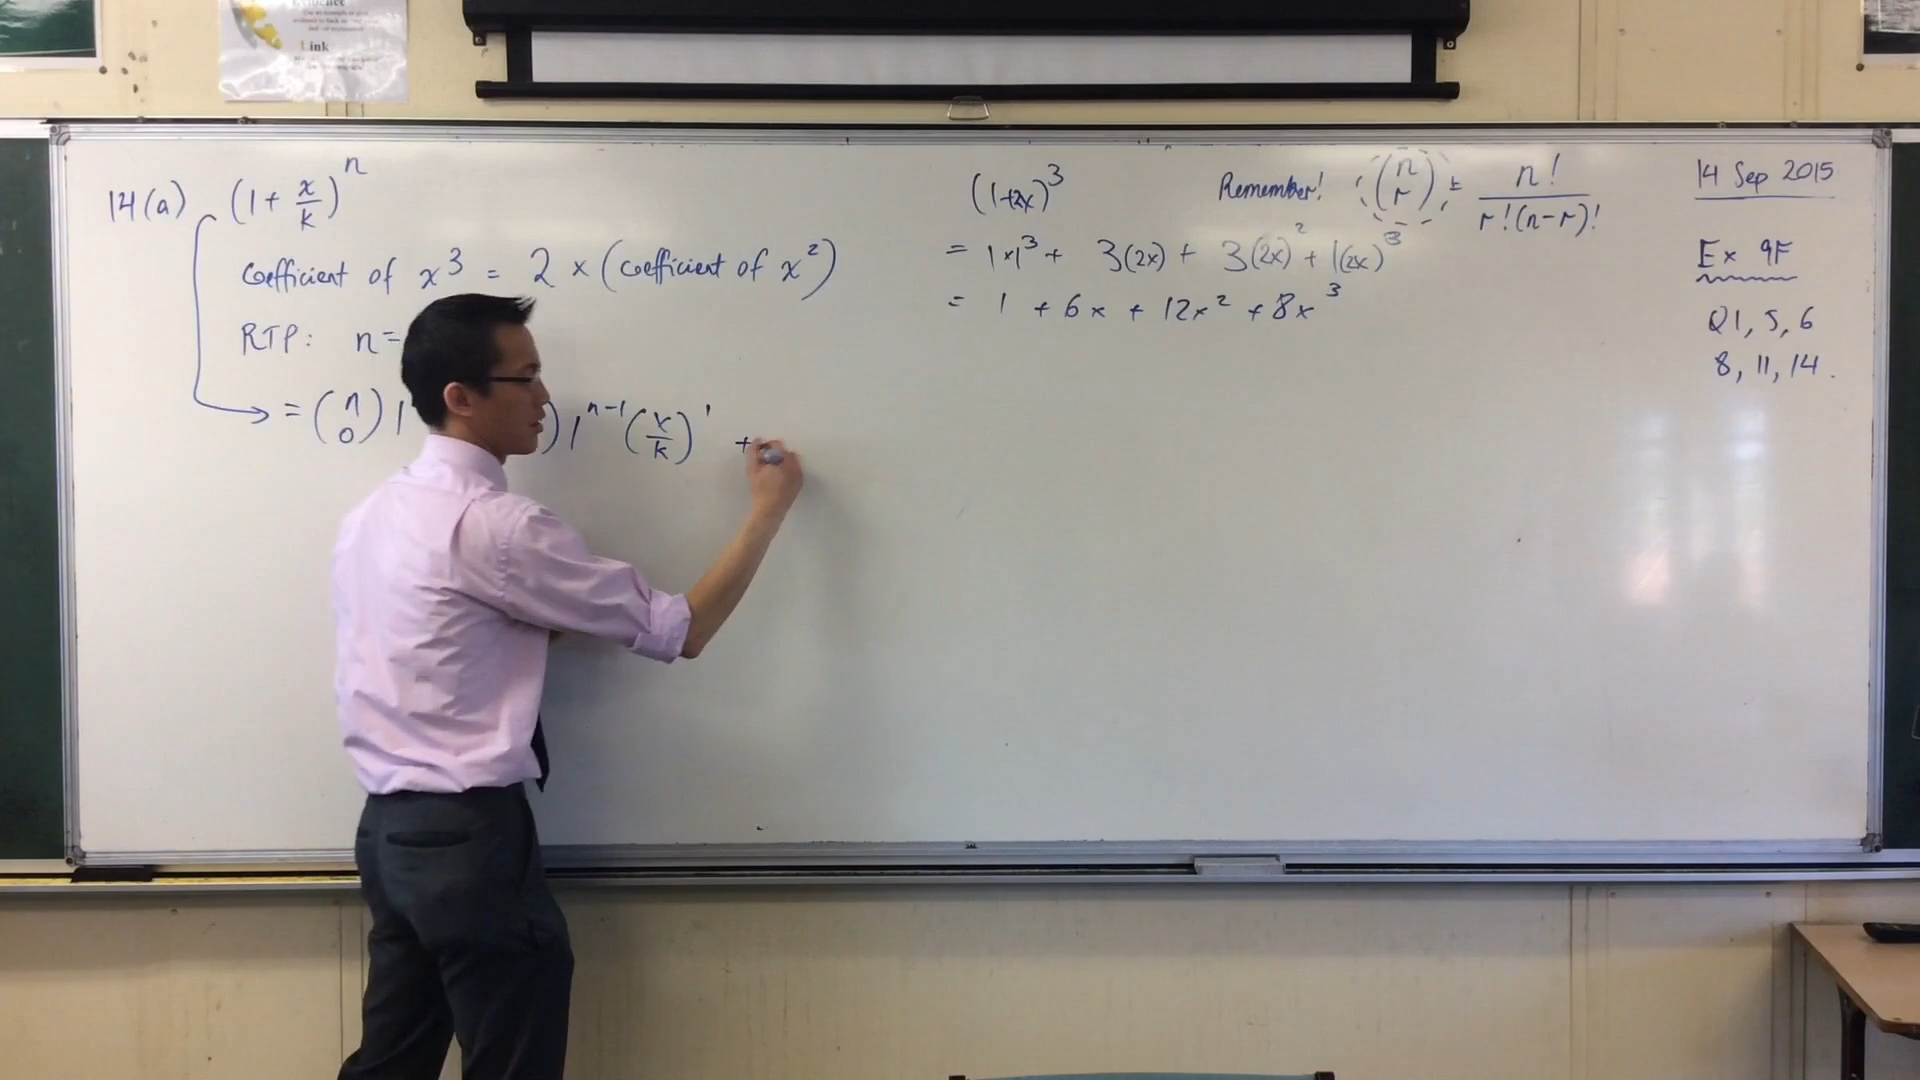 14(a) (1 + x/k)^n
Coefficient of x^3 = 2 × (coefficient of x^2)
RTP: n =
= (n 0) 1 ) 1^(n-1) (x/k)^1 +
(1+2x)^3
= 1×1^3 + 3(2x) + 3(2x)^2 + 1(2x)^3
= 1 + 6x + 12x^2 + 8x^3
Remember! (n r) = n! / r!(n-r)!
14 Sep 2015
Ex 9F
Q1, 5, 6
8, 11, 14.
Evidence
Link